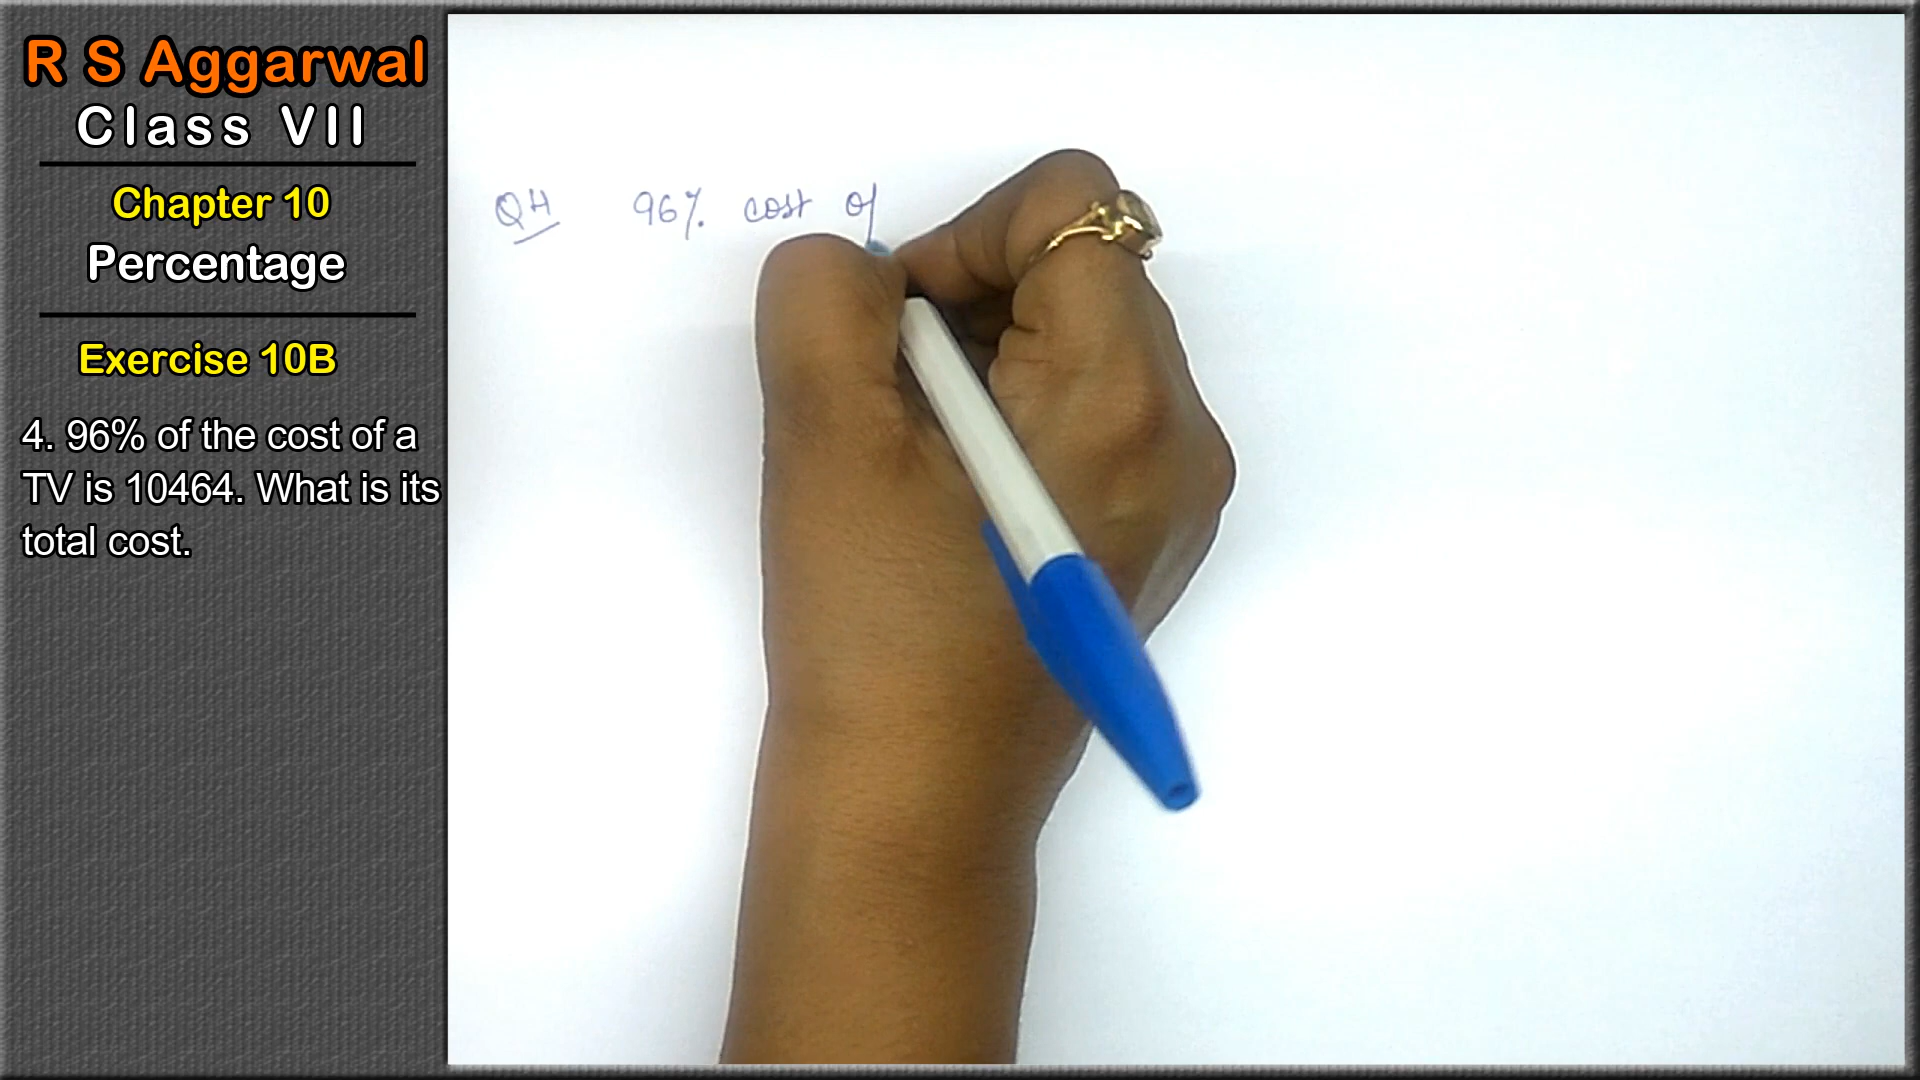 R S Aggarwal
Class VII
Chapter 10
Percentage
Exercise 10B
4. 96% of the cost of a
TV is 10464. What is its
total cost.
Q4 96% cost of